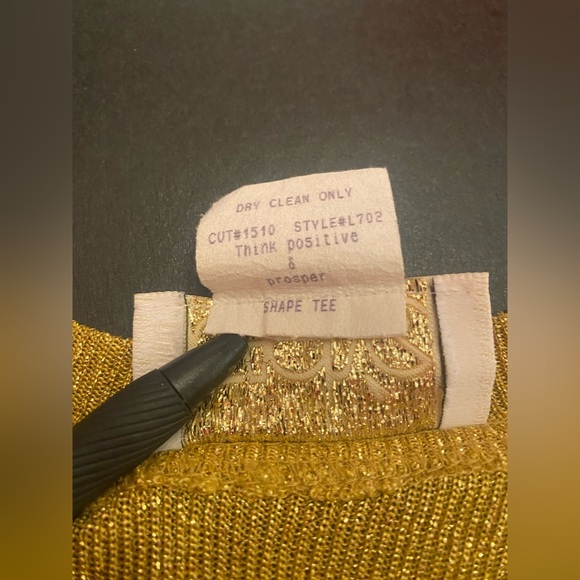 DRY CLEAN ONLY
CUT#1510 STYLE#L702
Think positive
&
prosper
SHAPE TEE